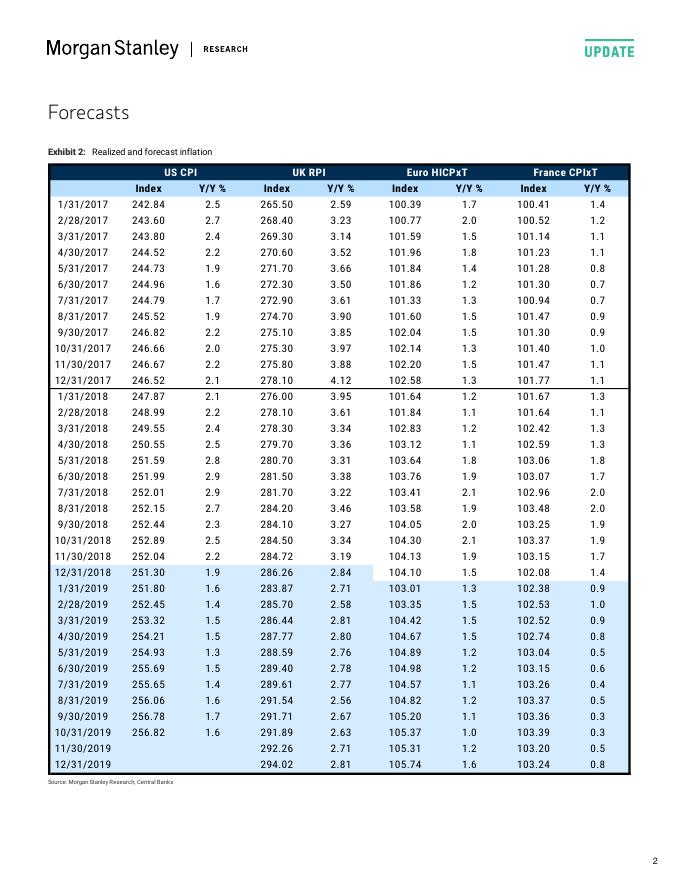 Morgan Stanley | RESEARCH
UPDATE
Forecasts
Exhibit 2: Realized and forecast inflation
US CPI UK RPI Euro HICPxT France CPIxT
Index Y/Y % Index Y/Y % Index Y/Y % Index Y/Y %
1/31/2017 242.84 2.5 265.50 2.59 100.39 1.7 100.41 1.4
2/28/2017 243.60 2.7 268.40 3.23 100.77 2.0 100.52 1.2
3/31/2017 243.80 2.4 269.30 3.14 101.59 1.5 101.14 1.1
4/30/2017 244.52 2.2 270.60 3.52 101.96 1.8 101.23 1.1
5/31/2017 244.73 1.9 271.70 3.66 101.84 1.4 101.28 0.8
6/30/2017 244.96 1.6 272.30 3.50 101.86 1.2 101.30 0.7
7/31/2017 244.79 1.7 272.90 3.61 101.33 1.3 100.94 0.7
8/31/2017 245.52 1.9 274.70 3.90 101.60 1.5 101.47 0.9
9/30/2017 246.82 2.2 275.10 3.85 102.04 1.5 101.30 0.9
10/31/2017 246.66 2.0 275.30 3.97 102.14 1.3 101.40 1.0
11/30/2017 246.67 2.2 275.80 3.88 102.20 1.5 101.47 1.1
12/31/2017 246.52 2.1 278.10 4.12 102.58 1.3 101.77 1.1
1/31/2018 247.87 2.1 276.00 3.95 101.64 1.2 101.67 1.3
2/28/2018 248.99 2.2 278.10 3.61 101.84 1.1 101.64 1.1
3/31/2018 249.55 2.4 278.30 3.34 102.83 1.2 102.42 1.3
4/30/2018 250.55 2.5 279.70 3.36 103.12 1.1 102.59 1.3
5/31/2018 251.59 2.8 280.70 3.31 103.64 1.8 103.06 1.8
6/30/2018 251.99 2.9 281.50 3.38 103.76 1.9 103.07 1.7
7/31/2018 252.01 2.9 281.70 3.22 103.41 2.1 102.96 2.0
8/31/2018 252.15 2.7 284.20 3.46 103.58 1.9 103.48 2.0
9/30/2018 252.44 2.3 284.10 3.27 104.05 2.0 103.25 1.9
10/31/2018 252.89 2.5 284.50 3.34 104.30 2.1 103.37 1.9
11/30/2018 252.04 2.2 284.72 3.19 104.13 1.9 103.15 1.7
12/31/2018 251.30 1.9 286.26 2.84 104.10 1.5 102.08 1.4
1/31/2019 251.80 1.6 283.87 2.71 103.01 1.3 102.38 0.9
2/28/2019 252.45 1.4 285.70 2.58 103.35 1.5 102.53 1.0
3/31/2019 253.32 1.5 286.44 2.81 104.42 1.5 102.52 0.9
4/30/2019 254.21 1.5 287.77 2.80 104.67 1.5 102.74 0.8
5/31/2019 254.93 1.3 288.59 2.76 104.89 1.2 103.04 0.5
6/30/2019 255.69 1.5 289.40 2.78 104.98 1.2 103.15 0.6
7/31/2019 255.65 1.4 289.61 2.77 104.57 1.1 103.26 0.4
8/31/2019 256.06 1.6 291.54 2.56 104.82 1.2 103.37 0.5
9/30/2019 256.78 1.7 291.71 2.67 105.20 1.1 103.36 0.3
10/31/2019 256.82 1.6 291.89 2.63 105.37 1.0 103.39 0.3
11/30/2019 292.26 2.71 105.31 1.2 103.20 0.5
12/31/2019 294.02 2.81 105.74 1.6 103.24 0.8
Source: Morgan Stanley Research, Central Banks
2